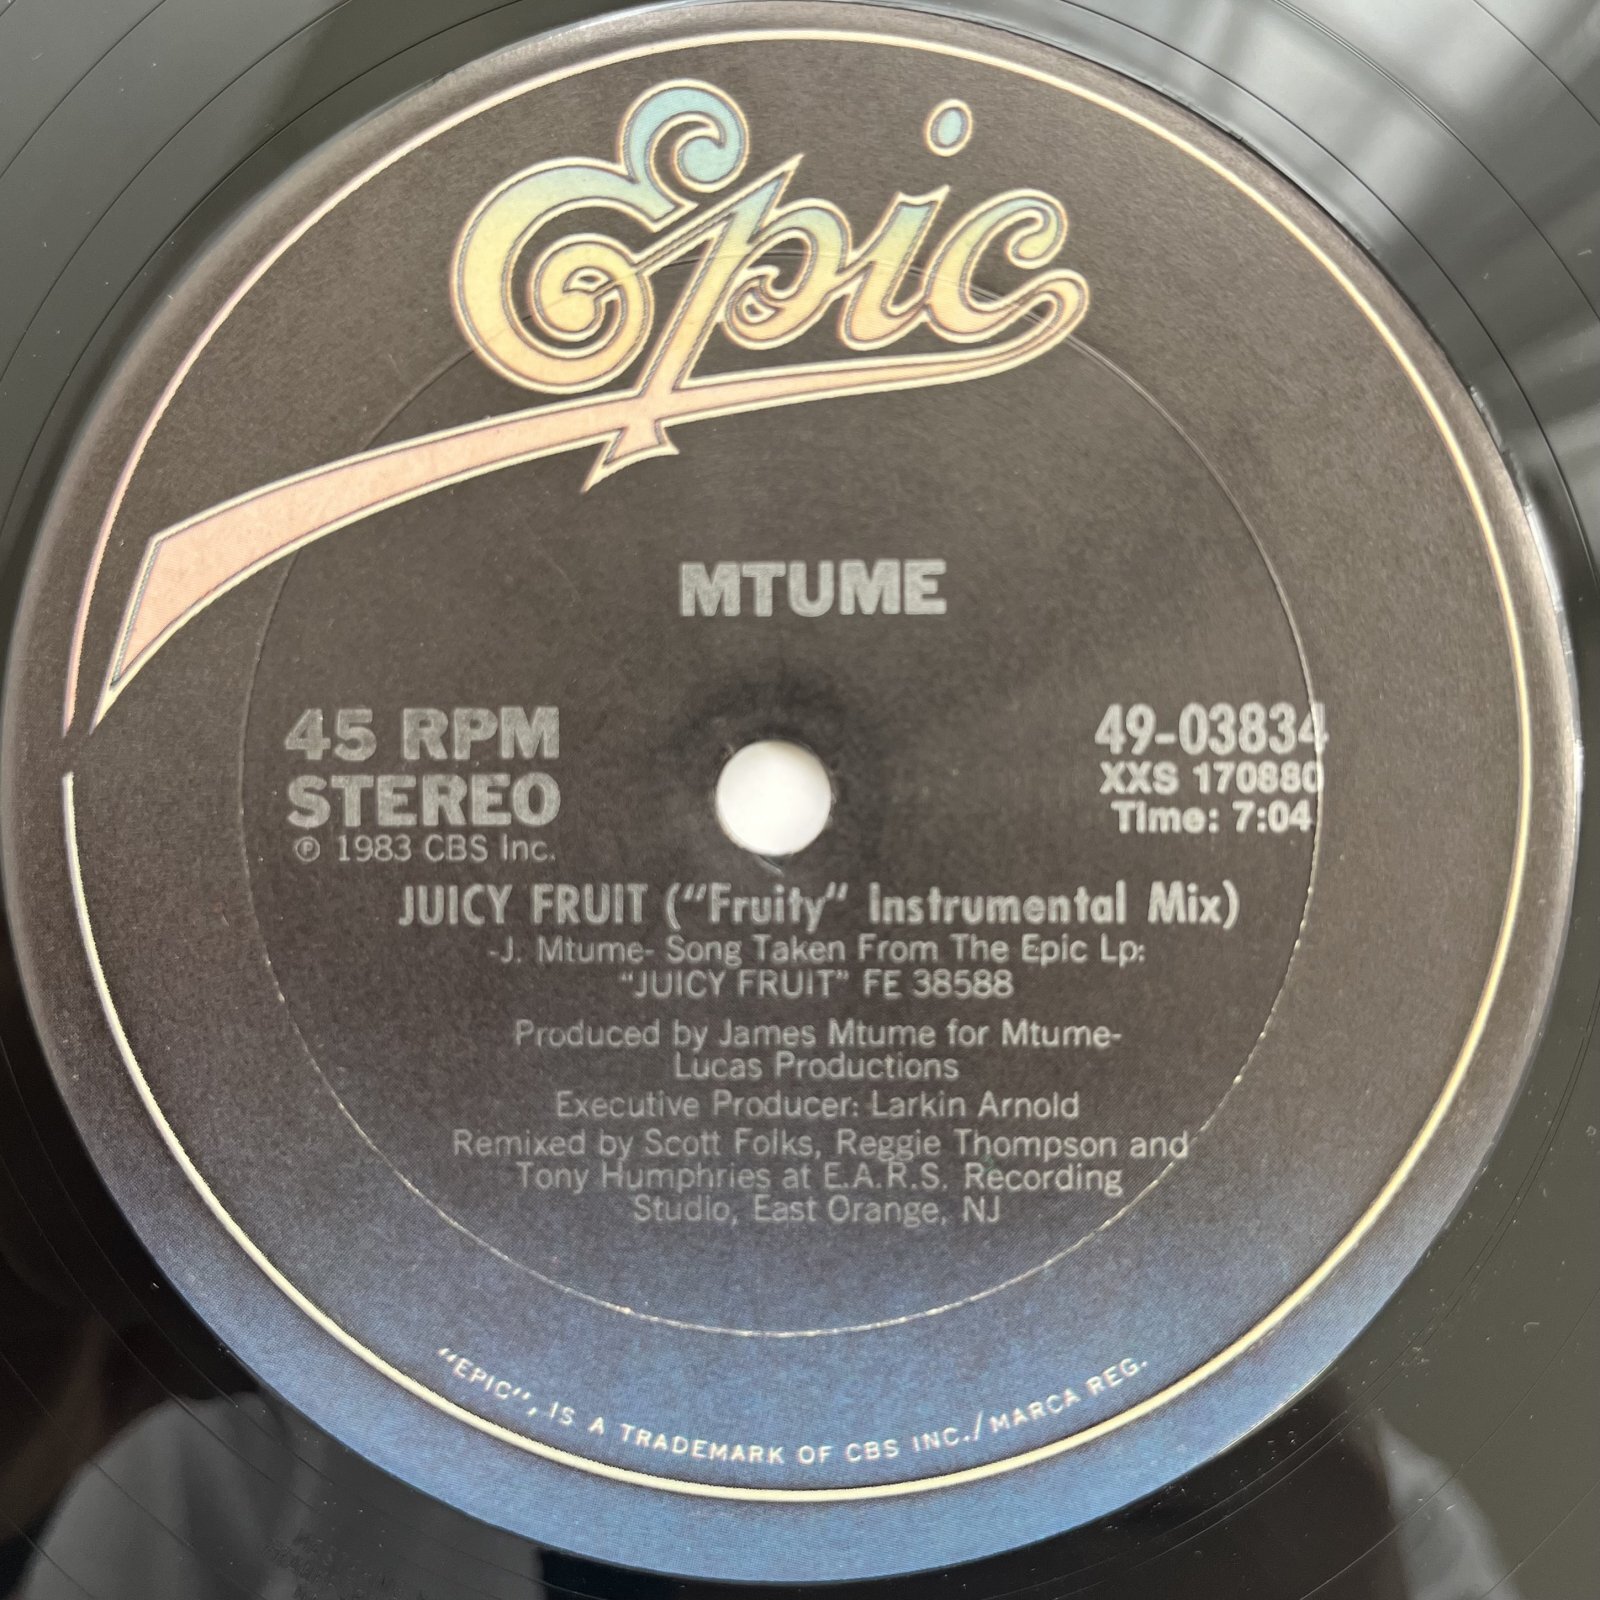 Epic
MTUME
45 RPM
STEREO
℗ 1983 CBS Inc.
49-03834
XXS 170880
Time: 7:04
JUICY FRUIT ("Fruity" Instrumental Mix)
-J. Mtume- Song Taken From The Epic Lp:
"JUICY FRUIT" FE 38588
Produced by James Mtume for Mtume-
Lucas Productions
Executive Producer: Larkin Arnold
Remixed by Scott Folks, Reggie Thompson and
Tony Humphries at E.A.R.S. Recording
Studio, East Orange, NJ
"EPIC", IS A TRADEMARK OF CBS INC./MARCA REG.